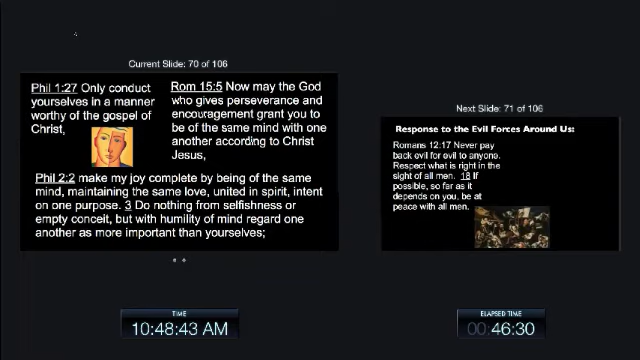 Current Slide: 70 of 106
Phil 1:27 Only conduct
yourselves in a manner
worthy of the gospel of
Christ,
Rom 15:5 Now may the God
who gives perseverance and
encouragement grant you to
be of the same mind with one
another according to Christ
Jesus,
Phil 2:2 make my joy complete by being of the same
mind, maintaining the same love, united in spirit, intent
on one purpose. 3 Do nothing from selfishness or
empty conceit, but with humility of mind regard one
another as more important than yourselves;
Next Slide: 71 of 106
Response to the Evil Forces Around Us:
Romans 12.17 Never pay
back evil for evil to anyone.
Respect what is right in the
sight of all men. 18 If
possible, so far as it
depends on you, be at
peace with all men.
TIME
10:48:43 AM
ELAPSED TIME
00:46:30